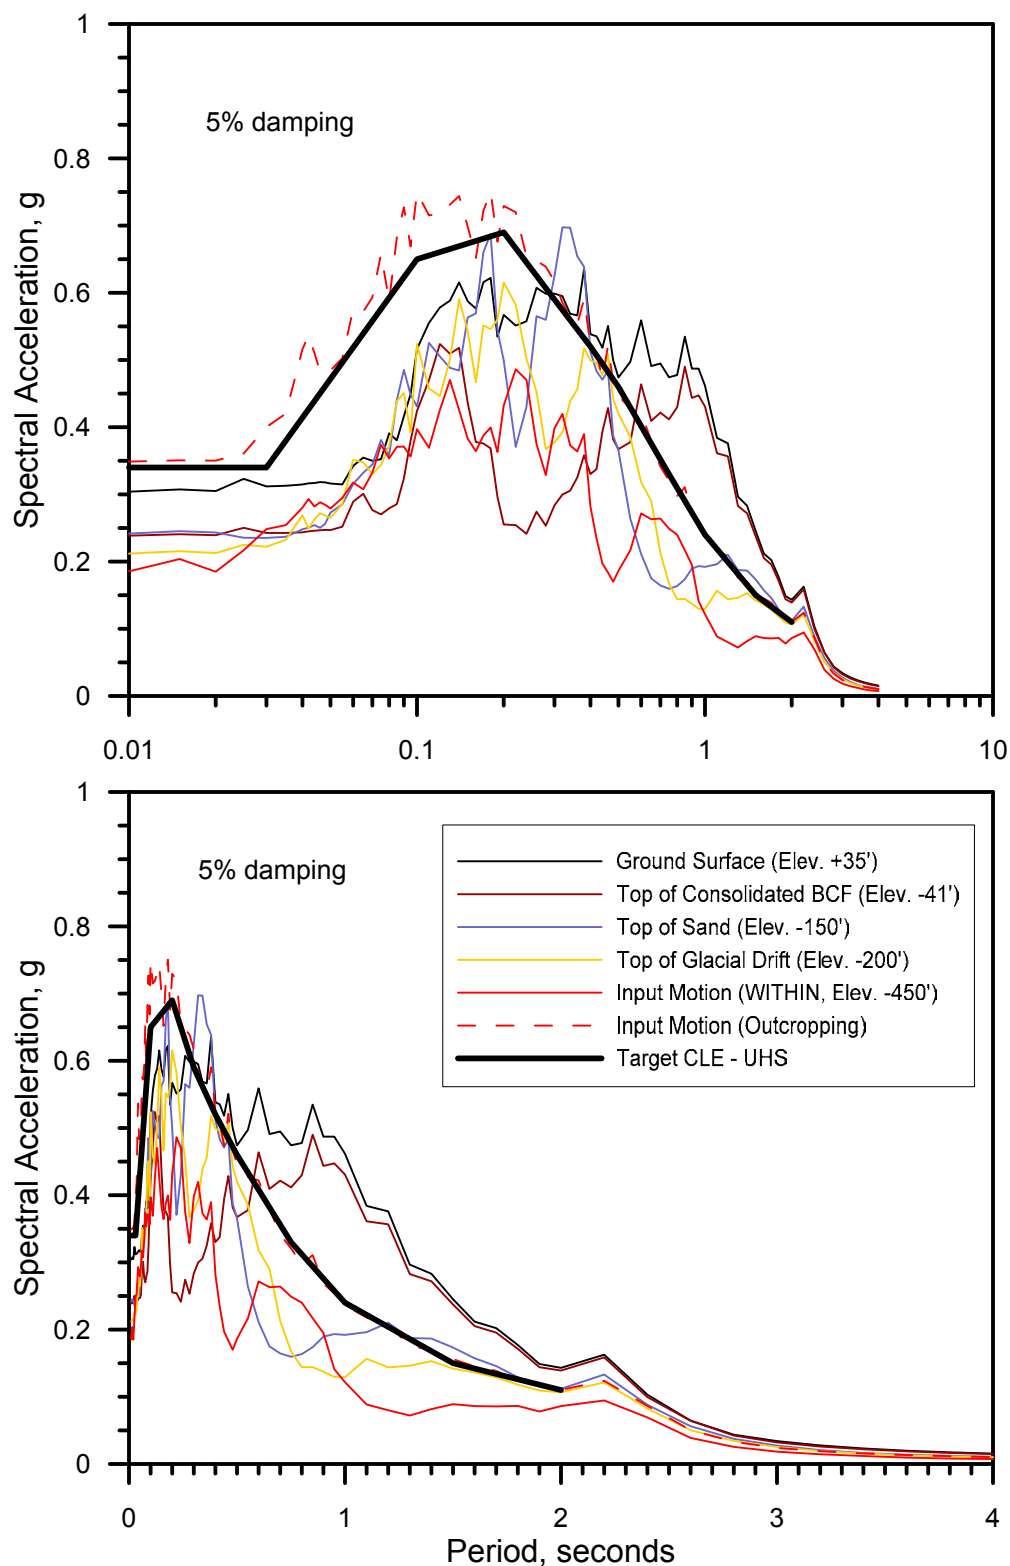 1
0.8
0.6
0.4
0.2
0
Spectral Acceleration, g
5% damping
0.01
0.1
1
10
1
0.8
0.6
0.4
0.2
0
Spectral Acceleration, g
5% damping
Ground Surface (Elev. +35')
Top of Consolidated BCF (Elev. -41')
Top of Sand (Elev. -150')
Top of Glacial Drift (Elev. -200')
Input Motion (WITHIN, Elev. -450')
Input Motion (Outcropping)
Target CLE - UHS
0
1
2
3
4
Period, seconds